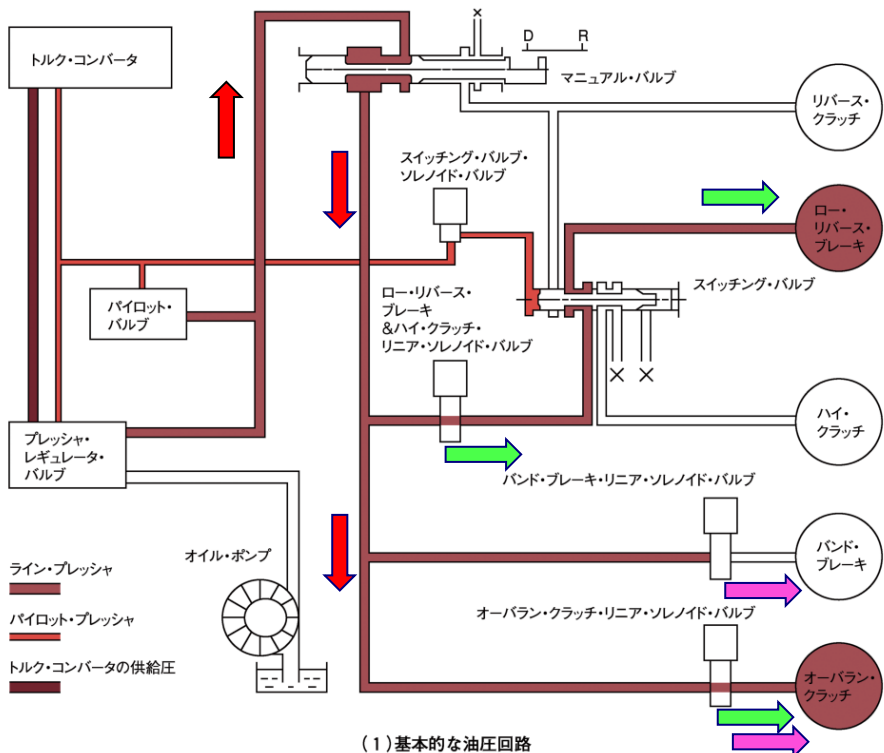 トルク・コンバータ
×
D R
マニュアル・バルブ
リバース・
クラッチ
スイッチング・バルブ・
ソレノイド・バルブ
ロー・
リバース・
ブレーキ
パイロット・
バルブ
スイッチング・バルブ
ロー・リバース・
ブレーキ
&ハイ・クラッチ・
リニア・ソレノイド・バルブ
× ×
ハイ・
クラッチ
プレッシャ・
レギュレータ・
バルブ
バンド・ブレーキ・リニア・ソレノイド・バルブ
オイル・ポンプ
バンド・
ブレーキ
ライン・プレッシャ
パイロット・プレッシャ
トルク・コンバータの供給圧
オーバラン・クラッチ・リニア・ソレノイド・バルブ
オーバラン・
クラッチ
(1)基本的な油圧回路